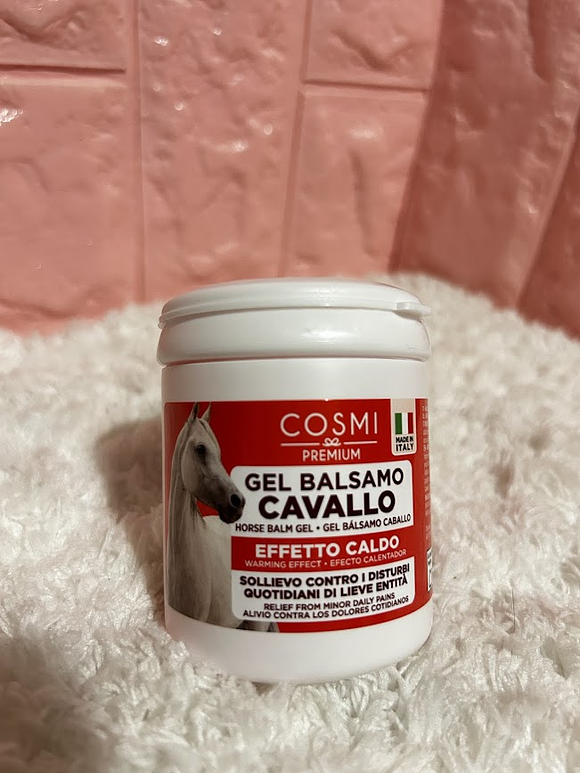 COSMI
PREMIUM
MADE IN
ITALY
GEL BALSAMO
CAVALLO
HORSE BALM GEL • GEL BÁLSAMO CABALLO
EFFETTO CALDO
WARMING EFFECT • EFECTO CALENTADOR
SOLLIEVO CONTRO I DISTURBI
QUOTIDIANI DI LIEVE ENTITÀ
RELIEF FROM MINOR DAILY PAINS
ALIVIO CONTRA LOS DOLORES COTIDIANOS